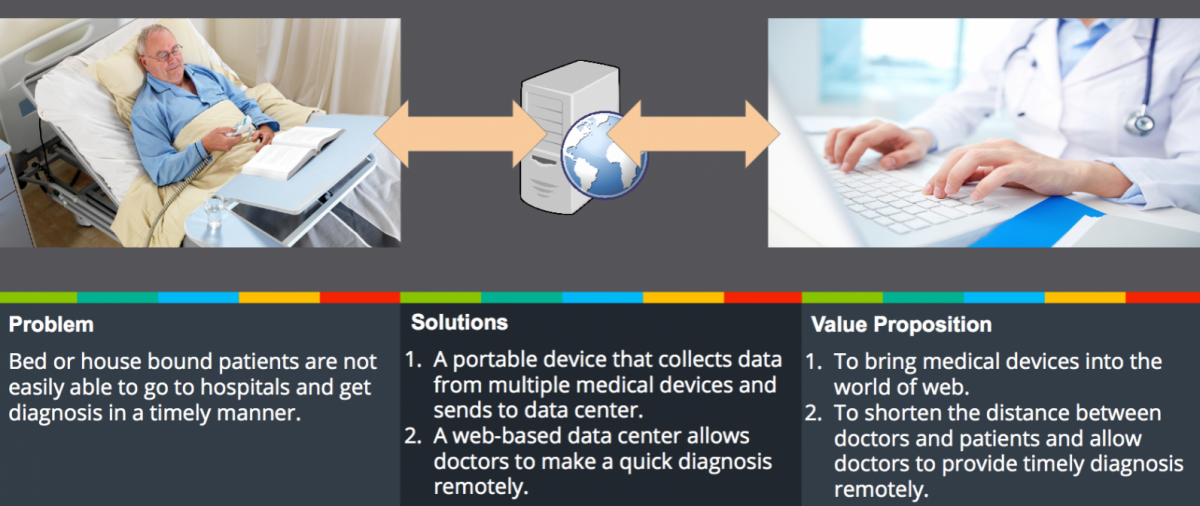 Problem
Bed or house bound patients are not
easily able to go to hospitals and get
diagnosis in a timely manner.
Solutions
1. A portable device that collects data
from multiple medical devices and
sends to data center.
2. A web-based data center allows
doctors to make a quick diagnosis
remotely.
Value Proposition
1. To bring medical devices into the
world of web.
2. To shorten the distance between
doctors and patients and allow
doctors to provide timely diagnosis
remotely.